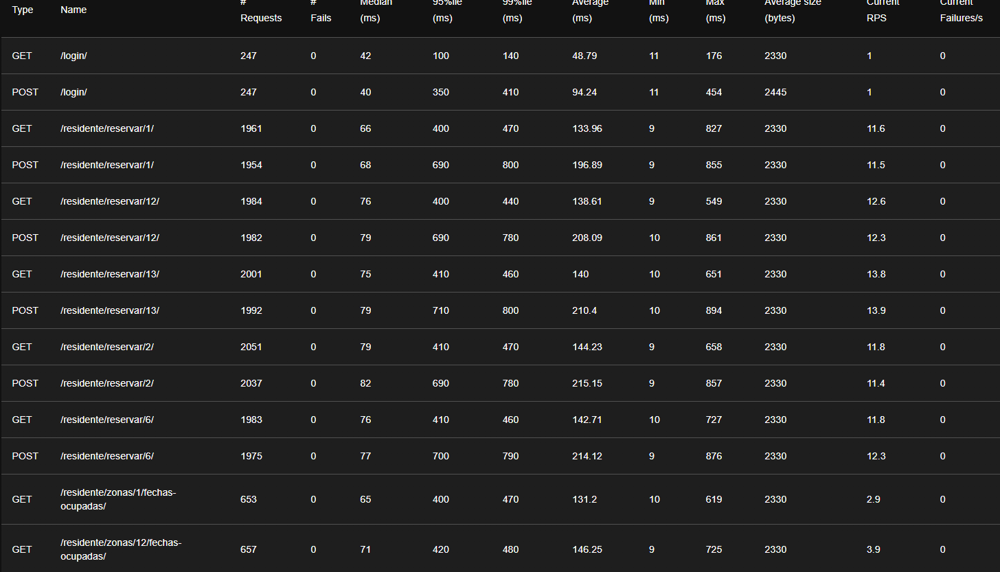 Type Name # Requests # Fails Median (ms) 95%ile (ms) 99%ile (ms) Average (ms) Min (ms) Max (ms) Average size (bytes) Current RPS Current Failures/s
GET /login/ 247 0 42 100 140 48.79 11 176 2330 1 0
POST /login/ 247 0 40 350 410 94.24 11 454 2445 1 0
GET /residente/reservar/1/ 1961 0 66 400 470 133.96 9 827 2330 11.6 0
POST /residente/reservar/1/ 1954 0 68 690 800 196.89 9 855 2330 11.5 0
GET /residente/reservar/12/ 1984 0 76 400 440 138.61 9 549 2330 12.6 0
POST /residente/reservar/12/ 1982 0 79 690 780 208.09 10 861 2330 12.3 0
GET /residente/reservar/13/ 2001 0 75 410 460 140 10 651 2330 13.8 0
POST /residente/reservar/13/ 1992 0 79 710 800 210.4 10 894 2330 13.9 0
GET /residente/reservar/2/ 2051 0 79 410 470 144.23 9 658 2330 11.8 0
POST /residente/reservar/2/ 2037 0 82 690 780 215.15 9 857 2330 11.4 0
GET /residente/reservar/6/ 1983 0 76 410 460 142.71 10 727 2330 11.8 0
POST /residente/reservar/6/ 1975 0 77 700 790 214.12 9 876 2330 12.3 0
GET /residente/zonas/1/fechas-
ocupadas/ 653 0 65 400 470 131.2 10 619 2330 2.9 0
GET /residente/zonas/12/fechas-
ocupadas/ 657 0 71 420 480 146.25 9 725 2330 3.9 0